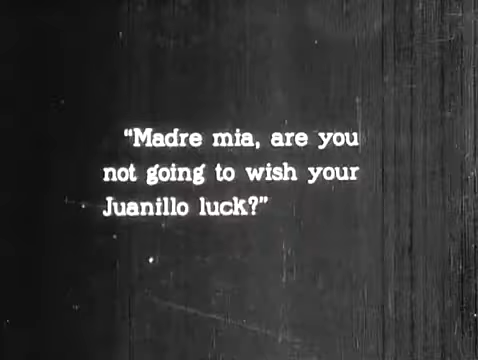 “Madre mia, are you
not going to wish your
Juanillo luck?”